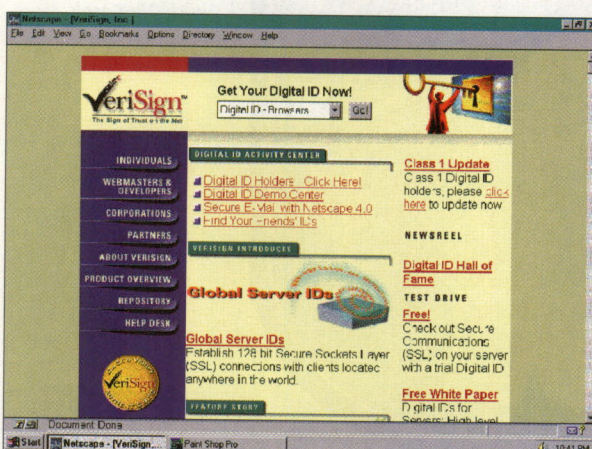 Netscape - [VeriSign, Inc.]
File Edit View Go Bookmarks Options Directory Window Help
VeriSign™
The Sign of Trust on the Net
Get Your Digital ID Now!
Digital ID - Browsers
Go!
INDIVIDUALS
WEBMASTERS & DEVELOPERS
CORPORATIONS
PARTNERS
ABOUT VERISIGN
PRODUCT OVERVIEW
REPOSITORY
HELP DESK
VeriSign
DIGITAL ID ACTIVITY CENTER
Digital ID Holders - Click Here!
Digital ID Demo Center
Secure E-Mail with Netscape 4.0
Find Your Friends' IDs
VERISIGN INTRODUCES
Global Server IDs
Global Server IDs
Establish 128 bit Secure Sockets Layer
(SSL) connections with clients located
anywhere in the world.
FEATURE STORY
Class 1 Update
Class 1 Digital ID
holders, please click
here to update now
NEWSREEL
Digital ID Hall of
Fame
TEST DRIVE
Free!
Check out Secure
Communications
(SSL) on your server
with a trial Digital ID
Free White Paper
Digital IDs for
Servers: High level
Document Done
Start
Netscape - [VeriSign,...
Paint Shop Pro
10:41 PM